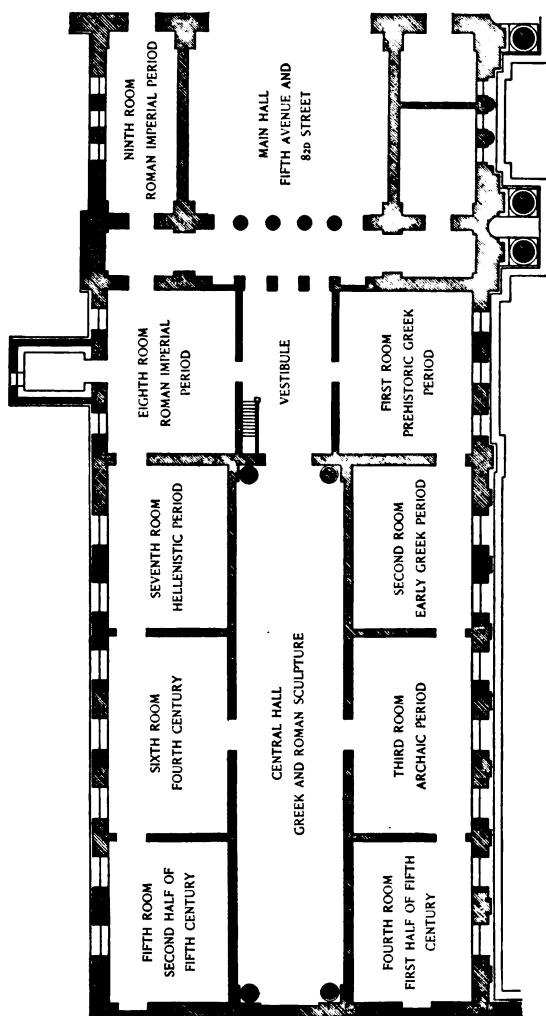 NINTH ROOM
ROMAN IMPERIAL PERIOD
MAIN HALL
FIFTH AVENUE AND
82D STREET
EIGHTH ROOM
ROMAN IMPERIAL
PERIOD
VESTIBULE
FIRST ROOM
PREHISTORIC GREEK
PERIOD
SEVENTH ROOM
HELLENISTIC PERIOD
SECOND ROOM
EARLY GREEK PERIOD
SIXTH ROOM
FOURTH CENTURY
CENTRAL HALL
GREEK AND ROMAN SCULPTURE
THIRD ROOM
ARCHAIC PERIOD
FIFTH ROOM
SECOND HALF OF
FIFTH CENTURY
FOURTH ROOM
FIRST HALF OF FIFTH
CENTURY